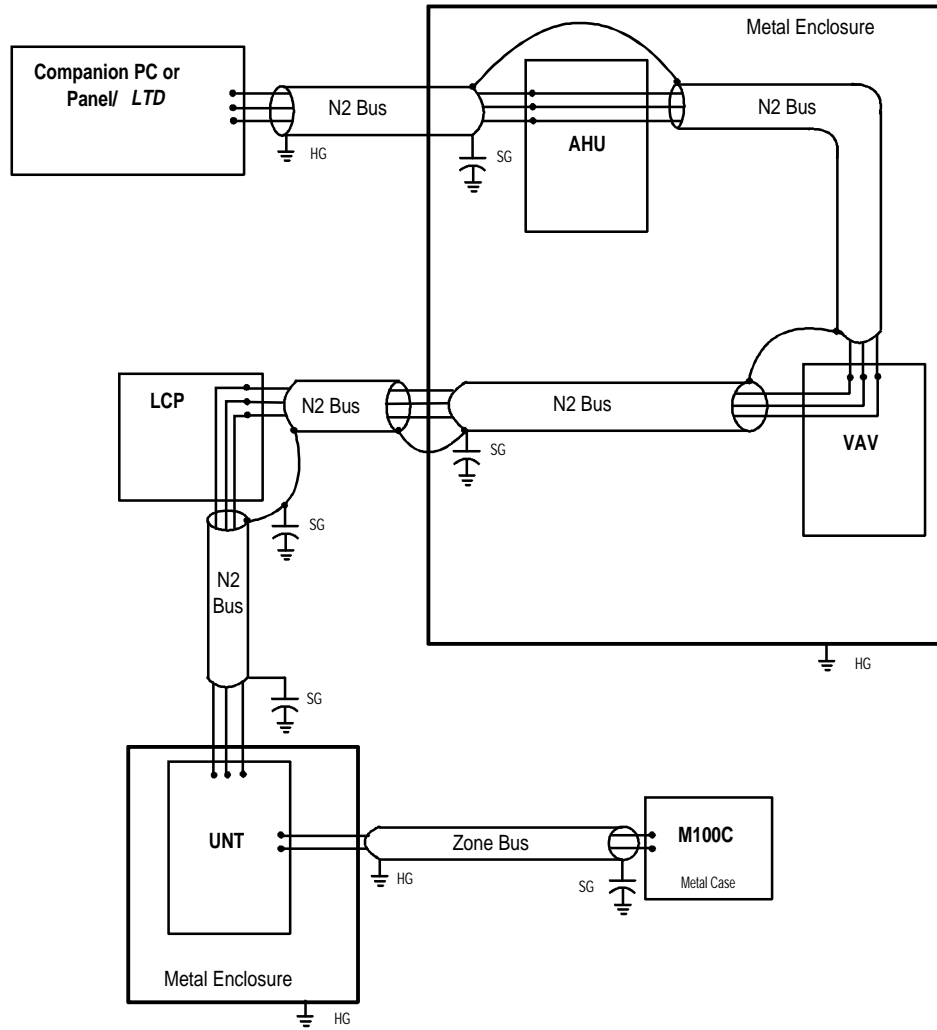 Metal Enclosure
Companion PC or
Panel/ LTD
N2 Bus
HG
SG
AHU
N2 Bus
LCP
N2 Bus
SG
N2 Bus
SG
VAV
N2
Bus
SG
HG
UNT
Zone Bus
HG
SG
M100C
Metal Case
Metal Enclosure
HG